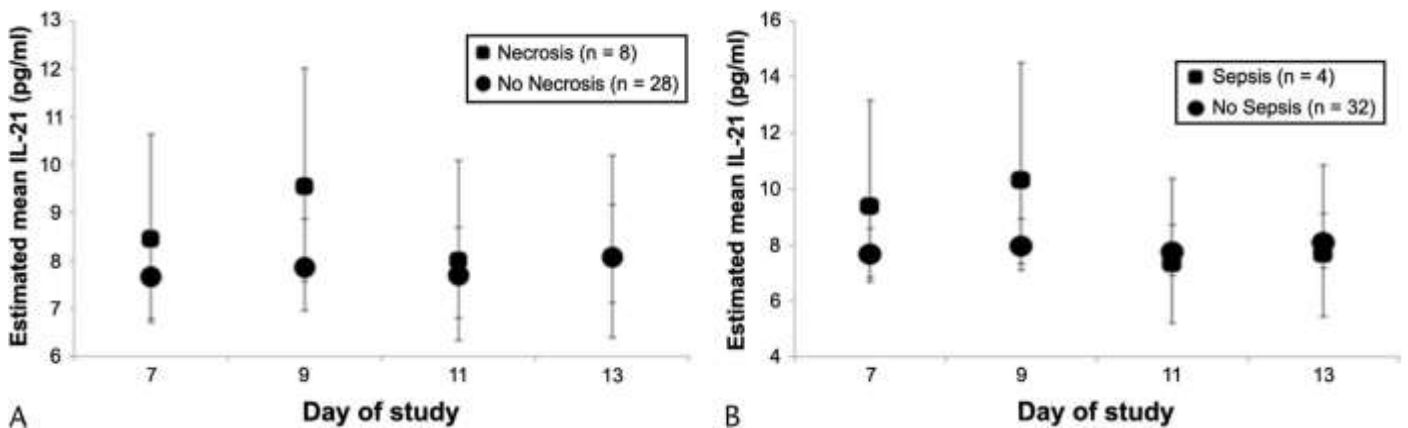 13
12
11
10
9
8
7
6
Estimated mean IL-21 (pg/ml)
Necrosis (n = 8)
No Necrosis (n = 28)
7 9 11 13
Day of study
A
16
14
12
10
8
6
4
Estimated mean IL-21 (pg/ml)
Sepsis (n = 4)
No Sepsis (n = 32)
7 9 11 13
Day of study
B